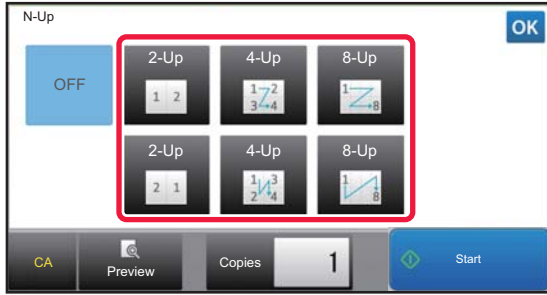 N-Up
OK
OFF
2-Up
4-Up
8-Up
1 2
1 2
3 4
1
8
2-Up
4-Up
8-Up
2 1
1 3
2 4
1
8
CA
Preview
Copies
1
Start